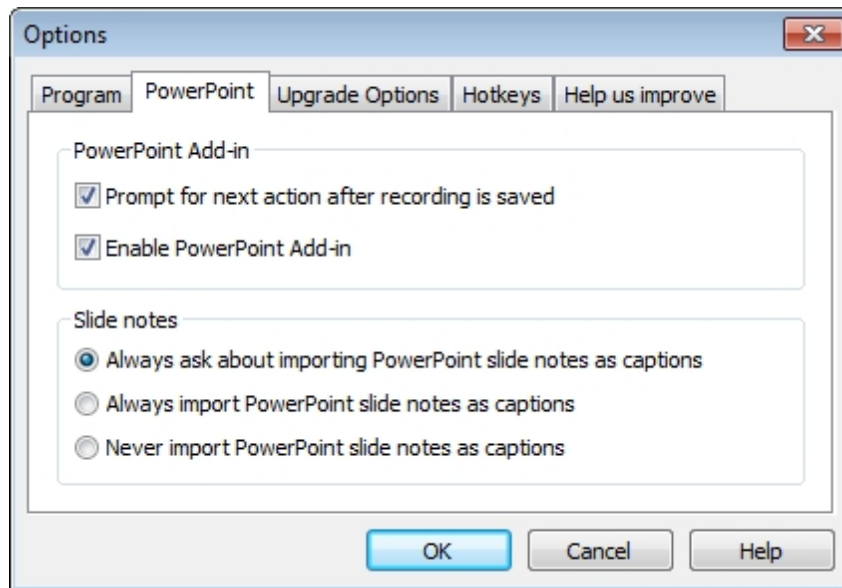 Options
Program PowerPoint Upgrade Options Hotkeys Help us improve
PowerPoint Add-in
Prompt for next action after recording is saved
Enable PowerPoint Add-in
Slide notes
Always ask about importing PowerPoint slide notes as captions
Always import PowerPoint slide notes as captions
Never import PowerPoint slide notes as captions
OK Cancel Help